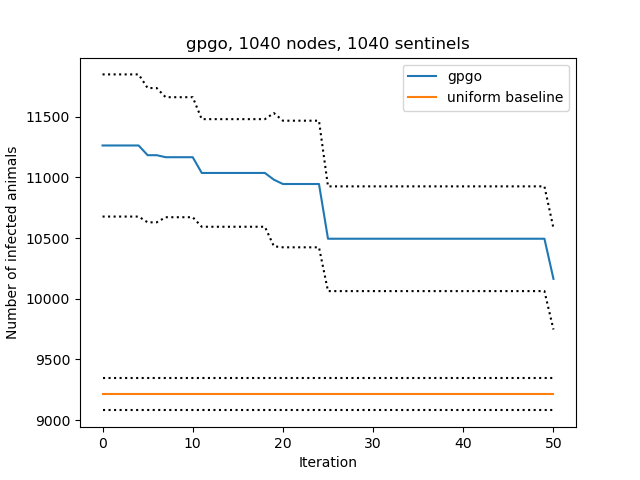 gpgo, 1040 nodes, 1040 sentinels
gpgo
uniform baseline
Number of infected animals
11500
11000
10500
10000
9500
9000
0 10 20 30 40 50
Iteration